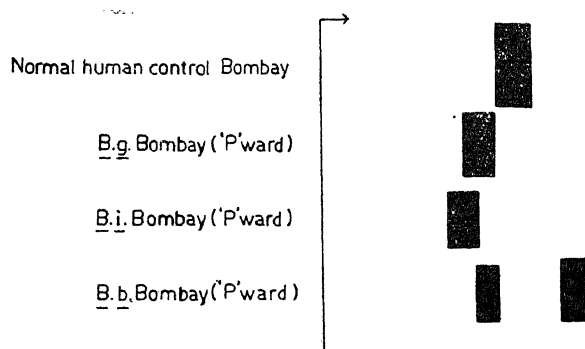 Normal human control Bombay
B.g. Bombay ('P'ward)
B.i. Bombay ('P'ward)
B.b. Bombay ('P'ward)